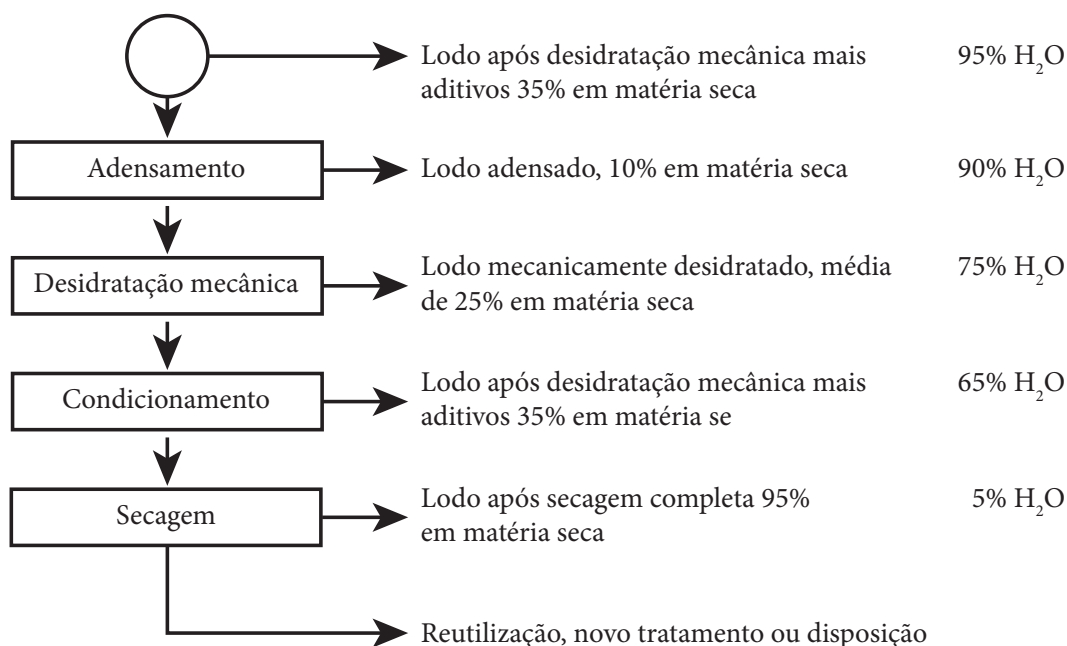 Lodo após desidratação mecânica mais 95% H₂O
aditivos 35% em matéria seca
Adensamento Lodo adensado, 10% em matéria seca 90% H₂O
Lodo mecanicamente desidratado, média 75% H₂O
Desidratação mecânica
de 25% em matéria seca
Lodo após desidratação mecânica mais 65% H₂O
Condicionamento
aditivos 35% em matéria se
Lodo após secagem completa 95% 5% H₂O
Secagem
em matéria seca
Reutilização, novo tratamento ou disposição